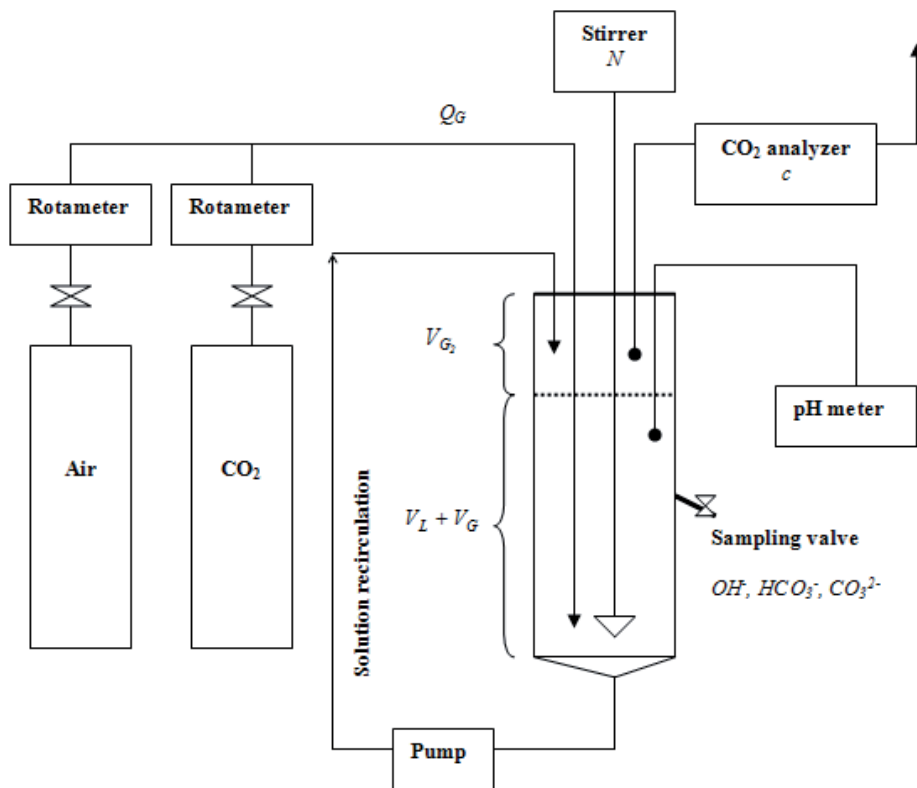 Stirrer
N
Q_G
CO₂ analyzer
c
Rotameter
Rotameter
V_G₂
pH meter
Air
CO₂
Solution recirculation
V_L + V_G
Sampling valve
OH⁻, HCO₃⁻, CO₃²⁻
Pump